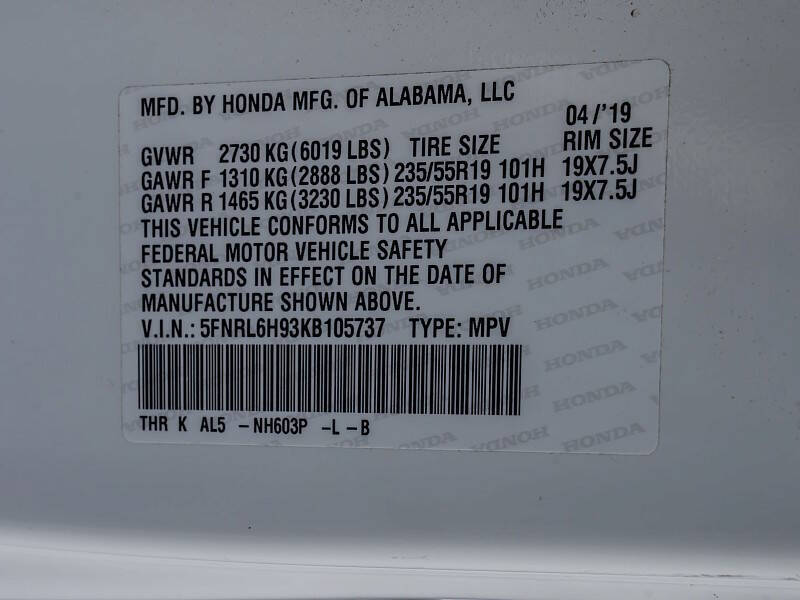 MFD. BY HONDA MFG. OF ALABAMA, LLC
04/'19
GVWR 2730 KG(6019 LBS) TIRE SIZE RIM SIZE
GAWR F 1310 KG(2888 LBS) 235/55R19 101H 19X7.5J
GAWR R 1465 KG(3230 LBS) 235/55R19 101H 19X7.5J
THIS VEHICLE CONFORMS TO ALL APPLICABLE
FEDERAL MOTOR VEHICLE SAFETY
STANDARDS IN EFFECT ON THE DATE OF
MANUFACTURE SHOWN ABOVE.
V.I.N.: 5FNRL6H93KB105737 TYPE: MPV
THR K AL5 -NH603P -L -B